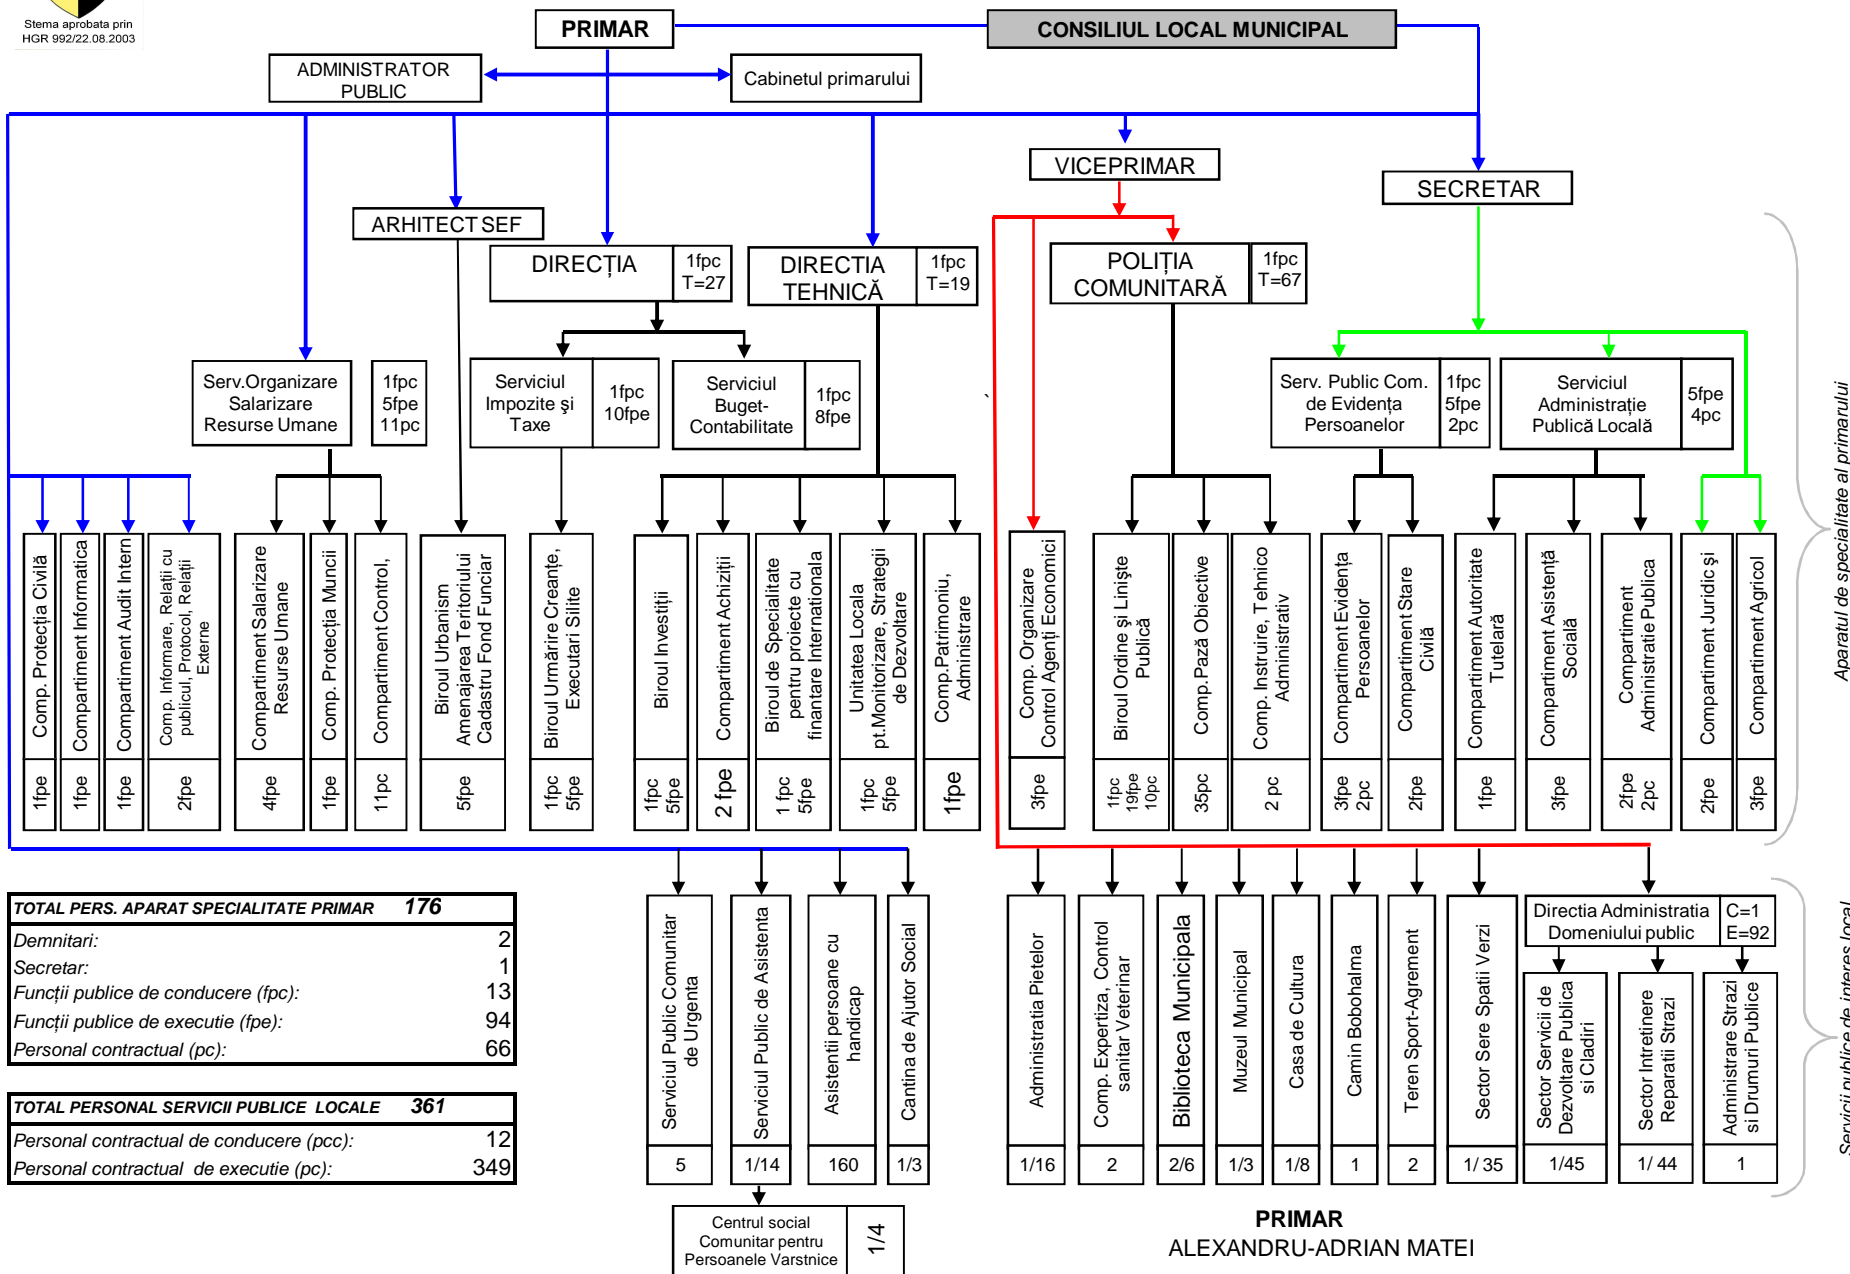 Stema aprobata prin
HGR 992/22.08.2003
PRIMAR
CONSILIUL LOCAL MUNICIPAL
ADMINISTRATOR
PUBLIC
Cabinetul primarului
VICEPRIMAR
SECRETAR
ARHITECT SEF
DIRECȚIA
1fpc
T=27
DIRECTIA
TEHNICĂ
1fpc
T=19
POLIȚIA
COMUNITARĂ
1fpc
T=67
Serv.Organizare
Salarizare
Resurse Umane
1fpc
5fpe
11pc
Serviciul
Impozite şi
Taxe
1fpc
10fpe
Serviciul
Buget-
Contabilitate
1fpc
8fpe
`
Serv. Public Com.
de Evidența
Persoanelor
1fpc
5fpe
2pc
Serviciul
Administrație
Publică Locală
5fpe
4pc
Aparatul de specialitate al primarului
Comp. Protecția Civilă
1fpe
Compartiment Informatica
1fpe
Compartiment Audit Intern
1fpe
Comp. Informare, Relații cu
publicul, Protocol, Relații
Externe
2fpe
Compartiment Salarizare
Resurse Umane
4fpe
Comp. Protecția Muncii
1fpe
Compartiment Control,
11pc
Biroul Urbanism
Amenajarea Teritoriului
Cadastru Fond Funciar
5fpe
Biroul Urmărire Creanțe,
Executari Silite
1fpc
5fpe
Biroul Investiții
1fpc
5fpe
Compartiment Achiziții
2 fpe
Biroul de Specialitate
pentru proiecte cu
finantare Internationala
1 fpc
5fpe
Unitatea Locala
pt.Monitorizare, Strategii
de Dezvoltare
1fpc
5fpe
Comp.Patrimoniu,
Administrare
1fpe
Comp. Organizare
Control Agenți Economici
3fpe
Biroul Ordine şi Linişte
Publică
1fpc
19fpe
10pc
Comp.Pază Obiective
35pc
Comp. Instruire, Tehnico
Administrativ
2 pc
Compartiment Evidența
Persoanelor
3fpe
2pc
Compartiment Stare
Civilă
2fpe
Compartiment Autoritate
Tutelară
1fpe
Compartiment Asistență
Socială
3fpe
Compartiment
Administratie Publica
2fpe
2pc
Compartiment Juridic şi
2fpe
Compartiment Agricol
3fpe
TOTAL PERS. APARAT SPECIALITATE PRIMAR 176
Demnitari: 2
Secretar: 1
Funcții publice de conducere (fpc): 13
Funcții publice de executie (fpe): 94
Personal contractual (pc): 66
TOTAL PERSONAL SERVICII PUBLICE LOCALE 361
Personal contractual de conducere (pcc): 12
Personal contractual de executie (pc): 349
Serviciul Public Comunitar
de Urgenta
5
Serviciul Public de Asistenta
1/14
Asistentii persoane cu
handicap
160
Cantina de Ajutor Social
1/3
Centrul social
Comunitar pentru
Persoanele Varstnice
1/4
Administratia Pietelor
1/16
Comp. Expertiza, Control
sanitar Veterinar
2
Biblioteca Municipala
2/6
Muzeul Municipal
1/3
Casa de Cultura
1/8
Camin Bobohalma
1
Teren Sport-Agrement
2
Sector Sere Spatii Verzi
1/ 35
Directia Administratia
Domeniului public
C=1
E=92
Sector Servicii de
Dezvoltare Publica
si Cladiri
1/45
Sector Intretinere
Reparatii Strazi
1/ 44
Administrare Strazi
si Drumuri Publice
1
Servicii publice de interes local
PRIMAR
ALEXANDRU-ADRIAN MATEI